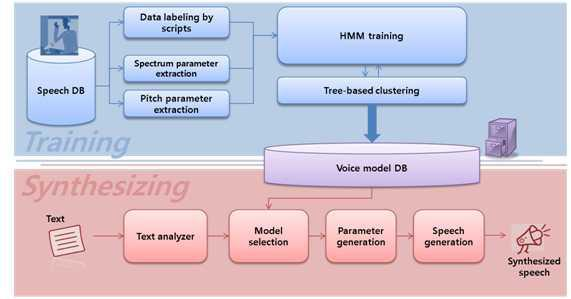 Data labeling by
scripts
HMM training
Speech DB
Spectrum parameter
extraction
Pitch parameter
extraction
Tree-based clustering
Training
Voice model DB
Synthesizing
Text
Text analyzer
Model
selection
Parameter
generation
Speech
generation
Synthesized
speech